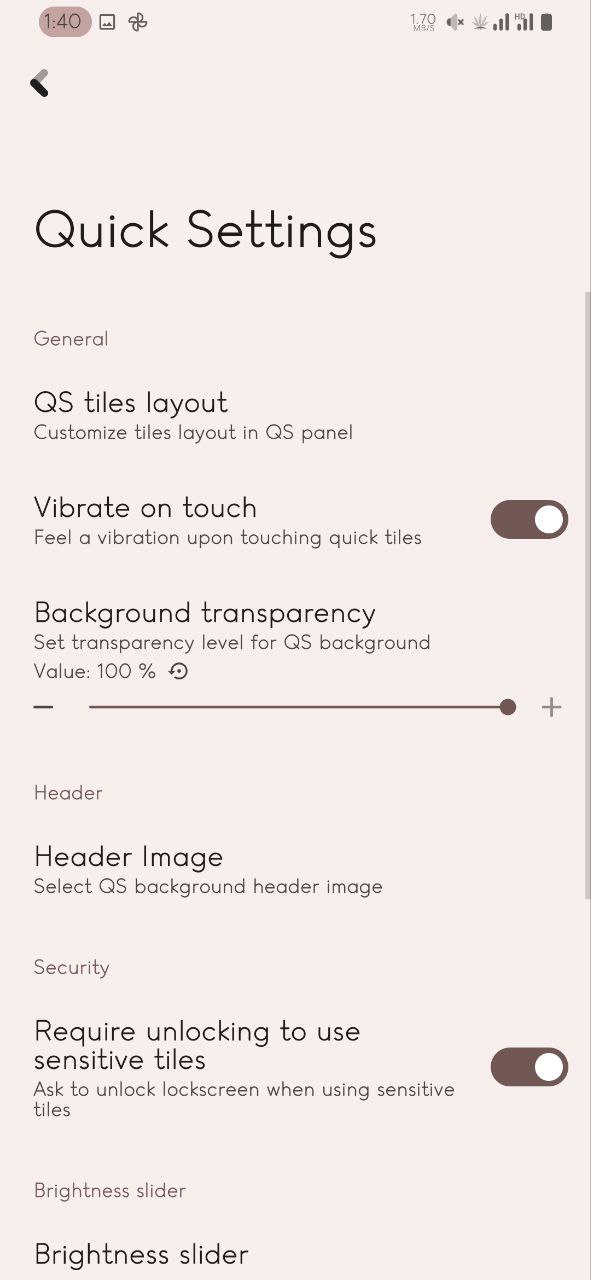 1:40
1.70
MB/S
HD
Quick Settings
General
QS tiles layout
Customize tiles layout in QS panel
Vibrate on touch
Feel a vibration upon touching quick tiles
Background transparency
Set transparency level for QS background
Value: 100 %
Header
Header Image
Select QS background header image
Security
Require unlocking to use
sensitive tiles
Ask to unlock lockscreen when using sensitive
tiles
Brightness slider
Brightness slider